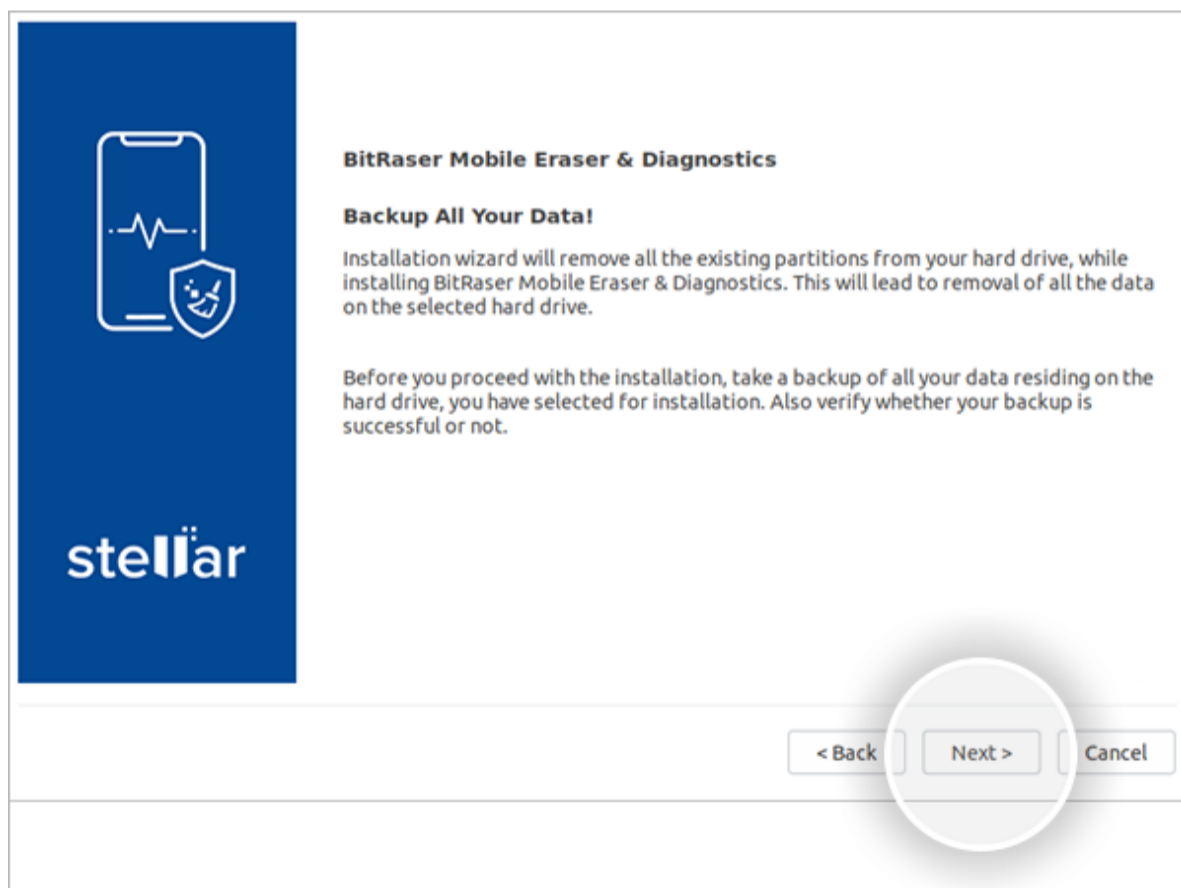 BitRaser Mobile Eraser & Diagnostics
Backup All Your Data!
Installation wizard will remove all the existing partitions from your hard drive, while
installing BitRaser Mobile Eraser & Diagnostics. This will lead to removal of all the data
on the selected hard drive.
Before you proceed with the installation, take a backup of all your data residing on the
hard drive, you have selected for installation. Also verify whether your backup is
successful or not.
stellar
< Back
Next >
Cancel